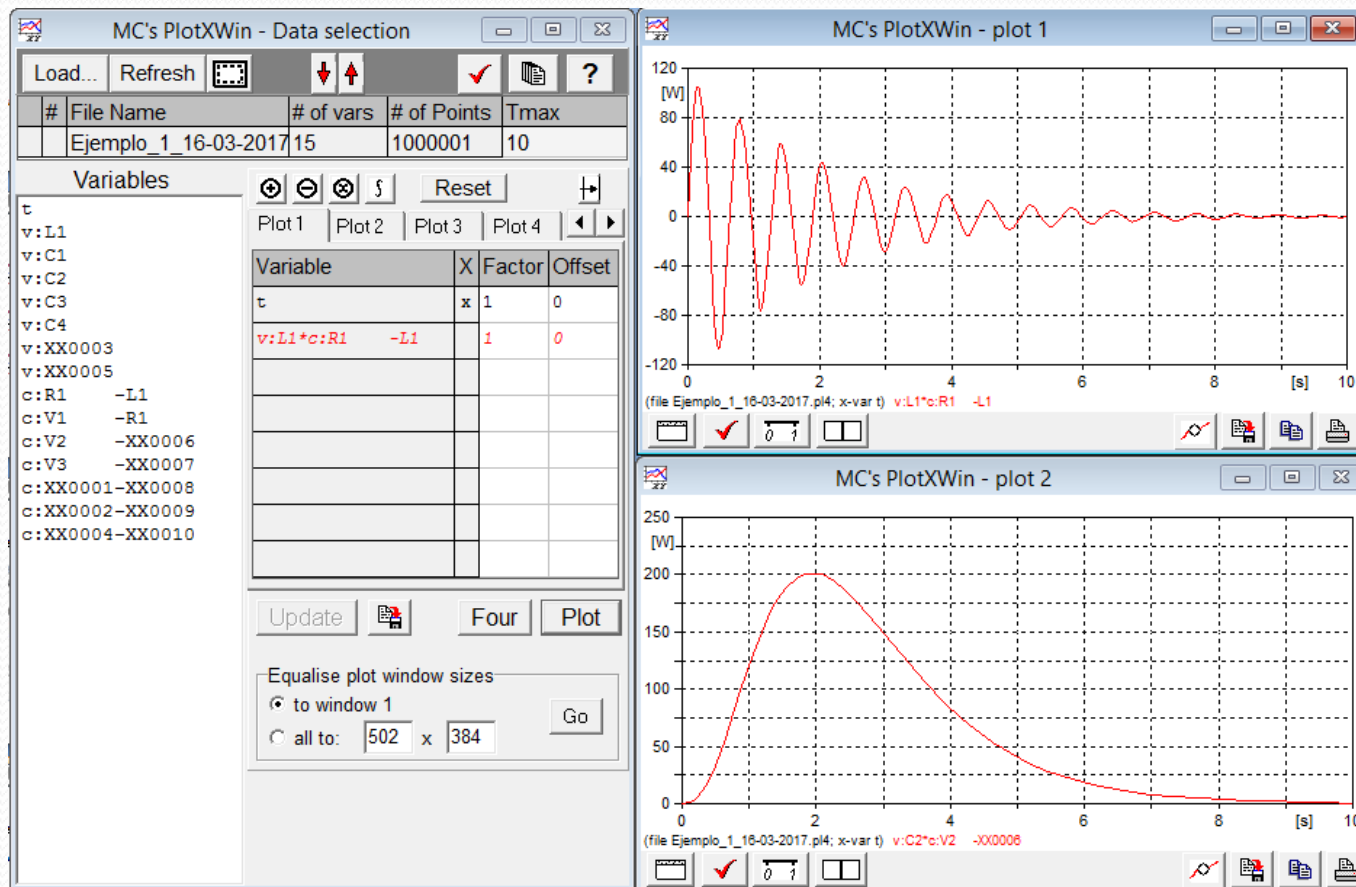 MC's PlotXWin - Data selection
Load... Refresh ?
# File Name # of vars # of Points Tmax
Ejemplo_1_16-03-2017 15 1000001 10
Variables
t
v:L1
v:C1
v:C2
v:C3
v:C4
v:XX0003
v:XX0005
c:R1 -L1
c:V1 -R1
c:V2 -XX0006
c:V3 -XX0007
c:XX0001-XX0008
c:XX0002-XX0009
c:XX0004-XX0010
Reset
Plot 1 Plot 2 Plot 3 Plot 4
Variable X Factor Offset
t x 1 0
v:L1*c:R1 -L1 1 0
Update Four Plot
Equalise plot window sizes
to window 1
all to: 502 x 384
Go
MC's PlotXWin - plot 1
120
[W]
80
40
0
-40
-80
-120
0 2 4 6 8 [s] 10
(file Ejemplo_1_16-03-2017.pl4; x-var t) v:L1*c:R1 -L1
0 1
MC's PlotXWin - plot 2
250
[W]
200
150
100
50
0
0 2 4 6 8 [s] 10
(file Ejemplo_1_16-03-2017.pl4; x-var t) v:C2*c:V2 -XX0006
0 1